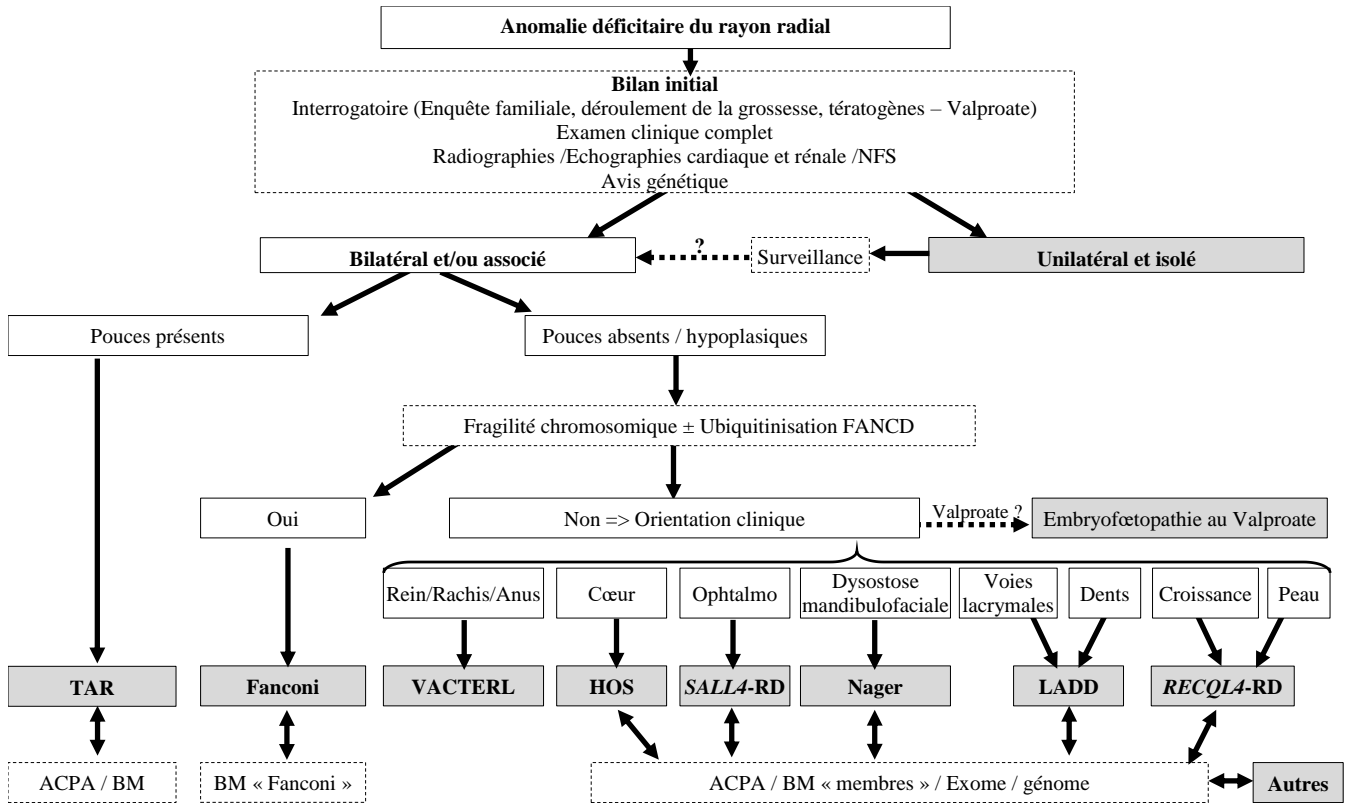 Anomalie déficitaire du rayon radial
Bilan initial
Interrogatoire (Enquête familiale, déroulement de la grossesse, tératogènes – Valproate)
Examen clinique complet
Radiographies /Echographies cardiaque et rénale /NFS
Avis génétique
Bilatéral et/ou associé
?
Surveillance
Unilatéral et isolé
Pouces présents
Pouces absents / hypoplasiques
Fragilité chromosomique ± Ubiquitinisation FANCD
Oui
Non => Orientation clinique
Valproate ?
Embryofœtopathie au Valproate
Rein/Rachis/Anus
Cœur
Ophtalmo
Dysostose
mandibulofaciale
Voies
lacrymales
Dents
Croissance
Peau
TAR
Fanconi
VACTERL
HOS
SALL4-RD
Nager
LADD
RECQL4-RD
ACPA / BM
BM « Fanconi »
ACPA / BM « membres » / Exome / génome
Autres